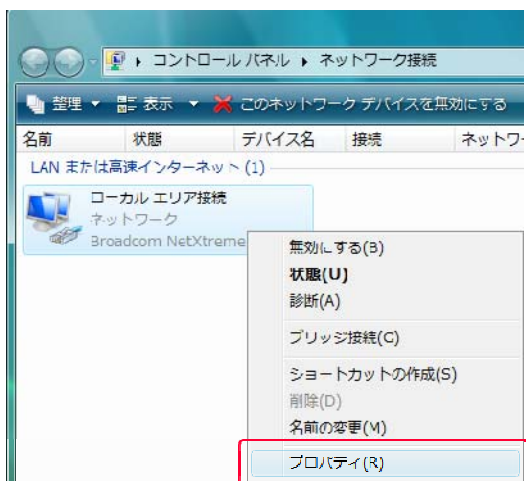 コントロール パネル ▸ ネットワーク接続
整理 表示 このネットワーク デバイスを無効にする
名前 状態 デバイス名 接続 ネットワ
LAN または高速インターネット (1)
ローカル エリア接続
ネットワーク
Broadcom NetXtreme
無効にする(B)
状態(U)
診断(A)
ブリッジ接続(C)
ショートカットの作成(S)
削除(D)
名前の変更(M)
プロパティ(R)